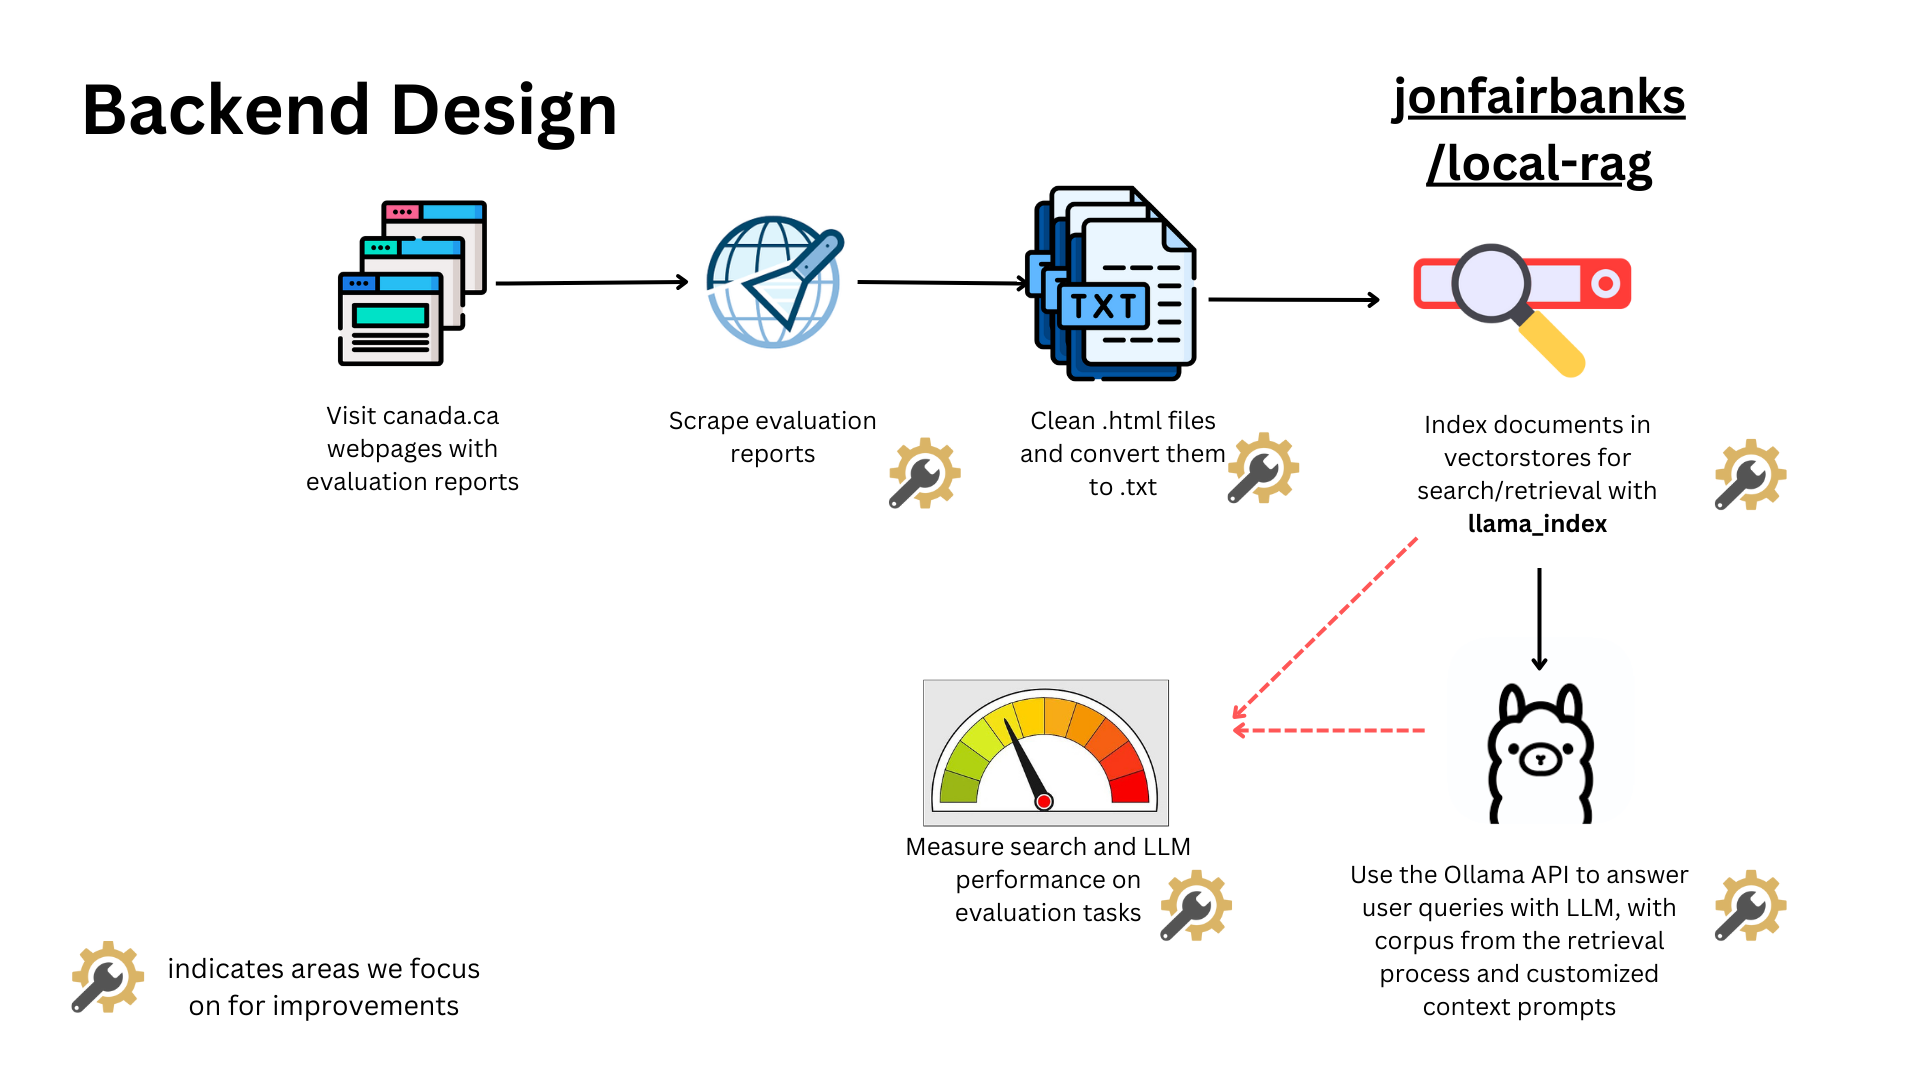 Backend Design
jonfairbanks
/local-rag
TXT
Visit canada.ca
webpages with
evaluation reports
Scrape evaluation
reports
Clean .html files
and convert them
to .txt
Index documents in
vectorstores for
search/retrieval with
llama_index
Measure search and LLM
performance on
evaluation tasks
Use the Ollama API to answer
user queries with LLM, with
corpus from the retrieval
process and customized
context prompts
indicates areas we focus
on for improvements